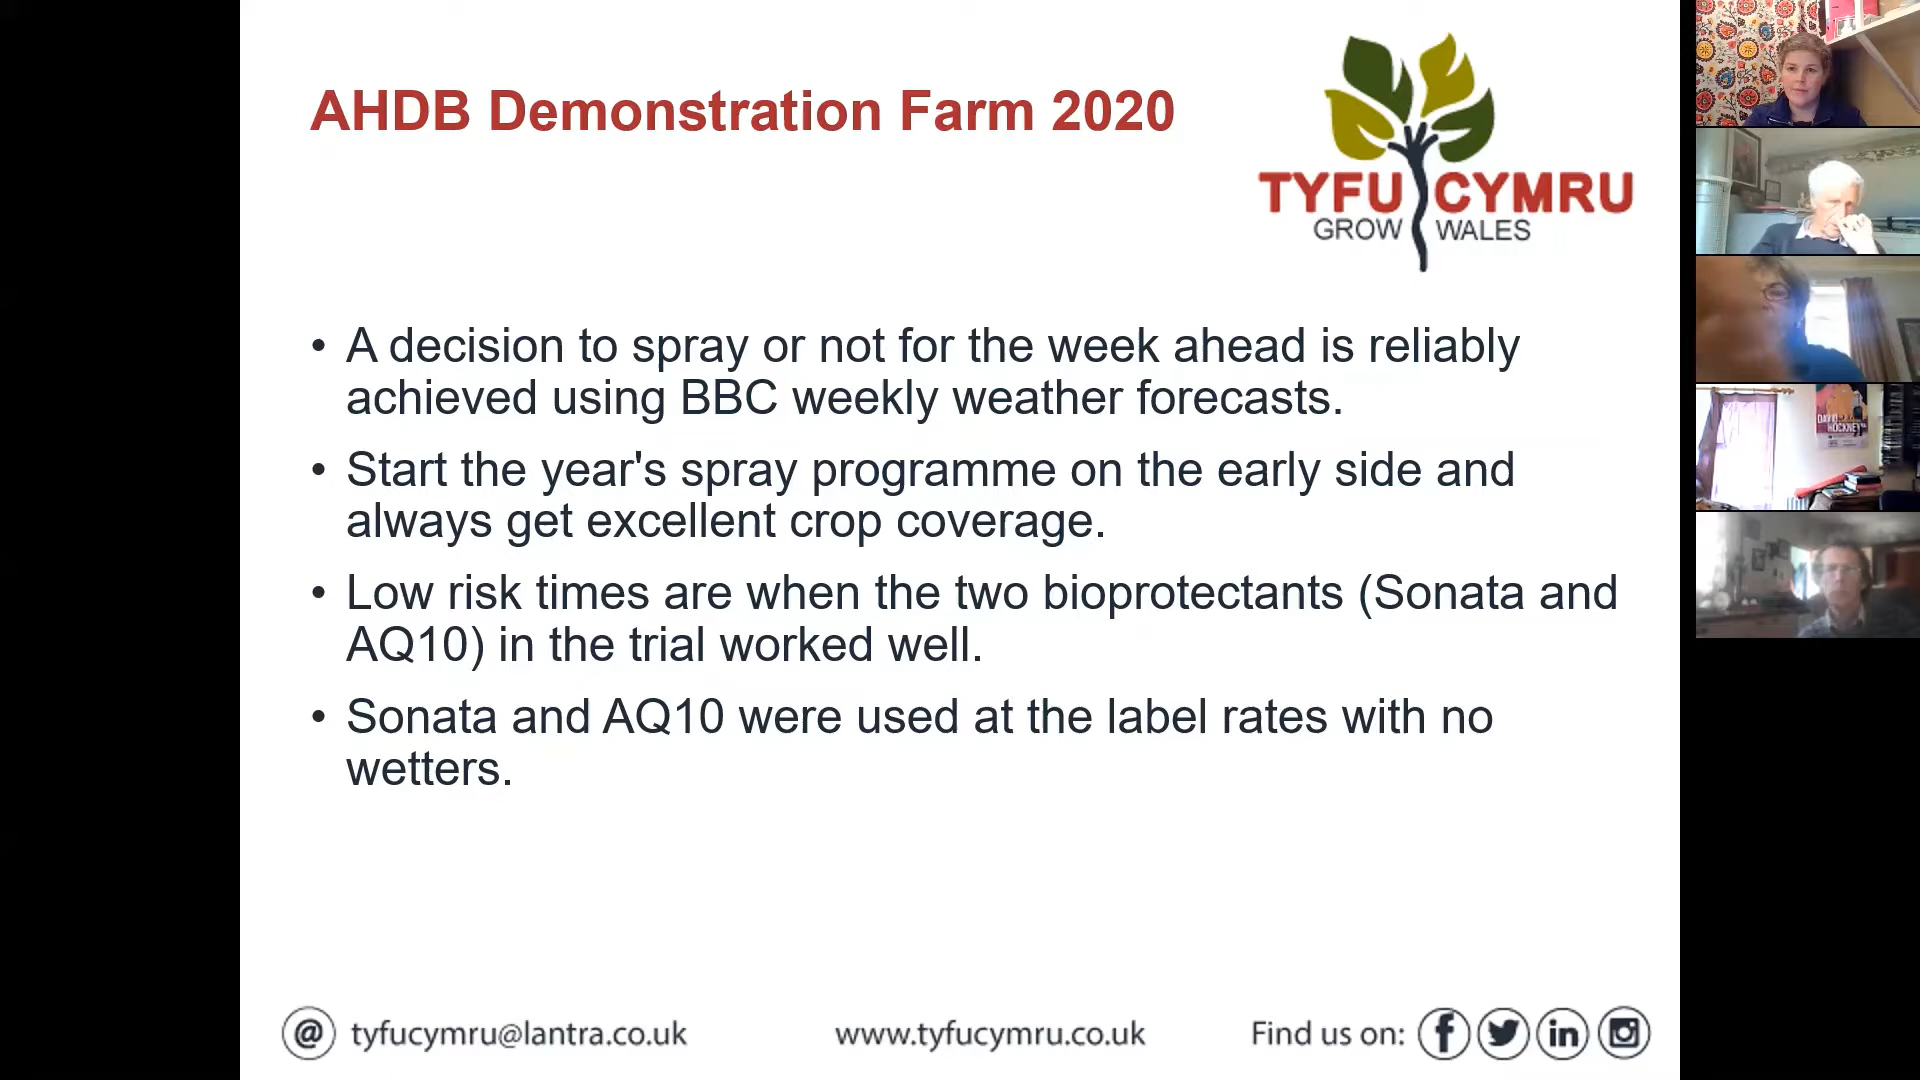 AHDB Demonstration Farm 2020
TYFU CYMRU
GROW WALES
• A decision to spray or not for the week ahead is reliably
achieved using BBC weekly weather forecasts.
• Start the year's spray programme on the early side and
always get excellent crop coverage.
• Low risk times are when the two bioprotectants (Sonata and
AQ10) in the trial worked well.
• Sonata and AQ10 were used at the label rates with no
wetters.
@ tyfucymru@lantra.co.uk
www.tyfucymru.co.uk
Find us on:
DAVID
HOCKNEY